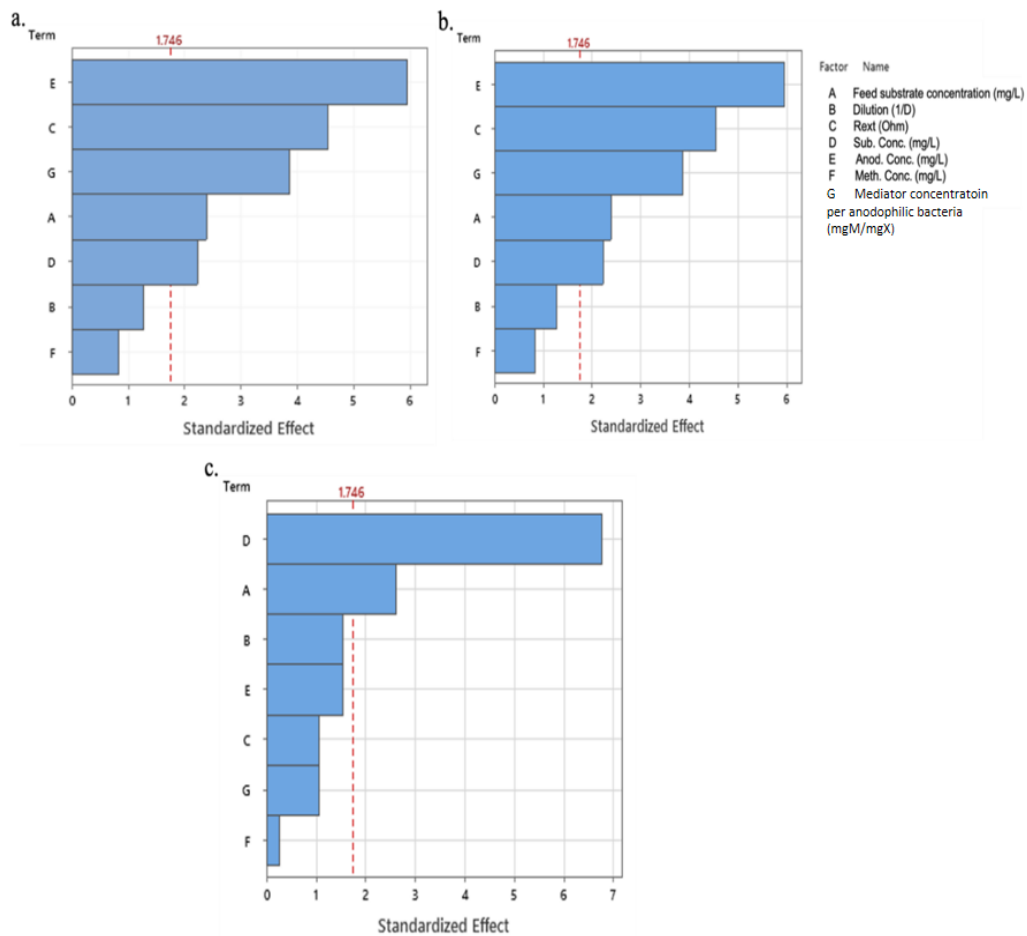 a.
Term
1.746
E
C
G
A
D
B
F
0 1 2 3 4 5 6
Standardized Effect
b.
Term
1.746
E
C
G
A
D
B
F
0 1 2 3 4 5 6
Standardized Effect
Factor Name
A Feed substrate concentration (mg/L)
B Dilution (1/D)
C Rext (Ohm)
D Sub. Conc. (mg/L)
E Anod. Conc. (mg/L)
F Meth. Conc. (mg/L)
G Mediator concentratoin
per anodophilic bacteria
(mgM/mgX)
c.
Term
1.746
D
A
B
E
C
G
F
0 1 2 3 4 5 6 7
Standardized Effect